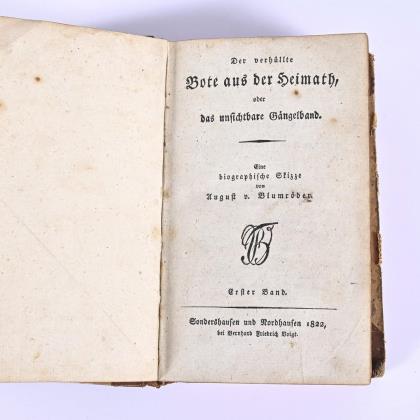 Der verhüllte
Bote aus der Heimath,
oder
das unsichtbare Gängelband.
Eine
biographische Skizze
von
August v. Blumröder.
Erster Band.
Sondershausen und Nordhausen 1822,
bei Bernhard Friedrich Voigt.